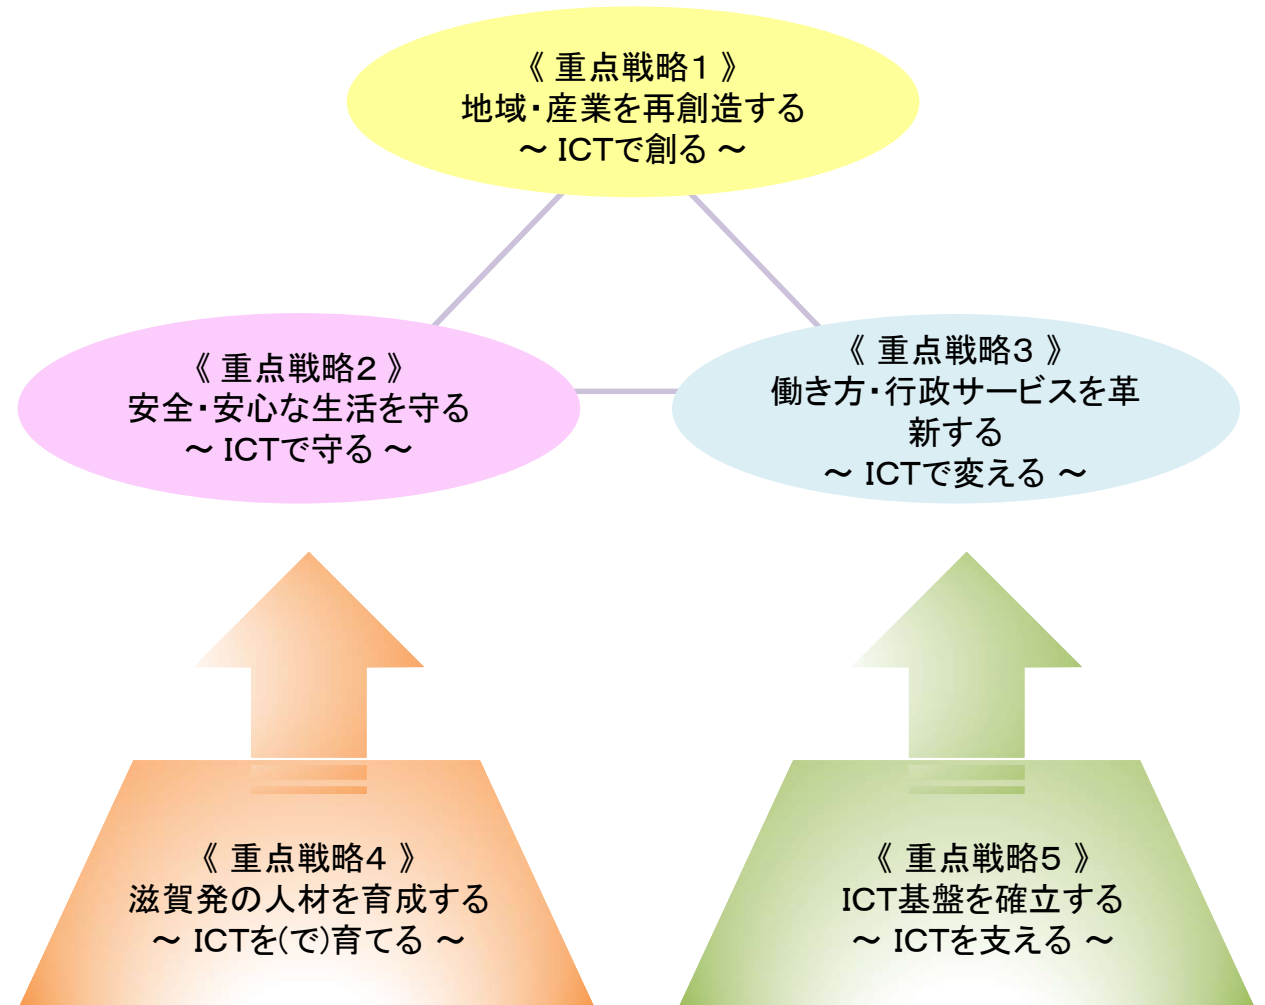 《 重点戦略１ 》
地域・産業を再創造する
～ ICTで創る ～
《 重点戦略２ 》
安全・安心な生活を守る
～ ICTで守る ～
《 重点戦略３ 》
働き方・行政サービスを革
新する
～ ICTで変える ～
《 重点戦略４ 》
滋賀発の人材を育成する
～ ICTを(で)育てる ～
《 重点戦略５ 》
ICT基盤を確立する
～ ICTを支える ～